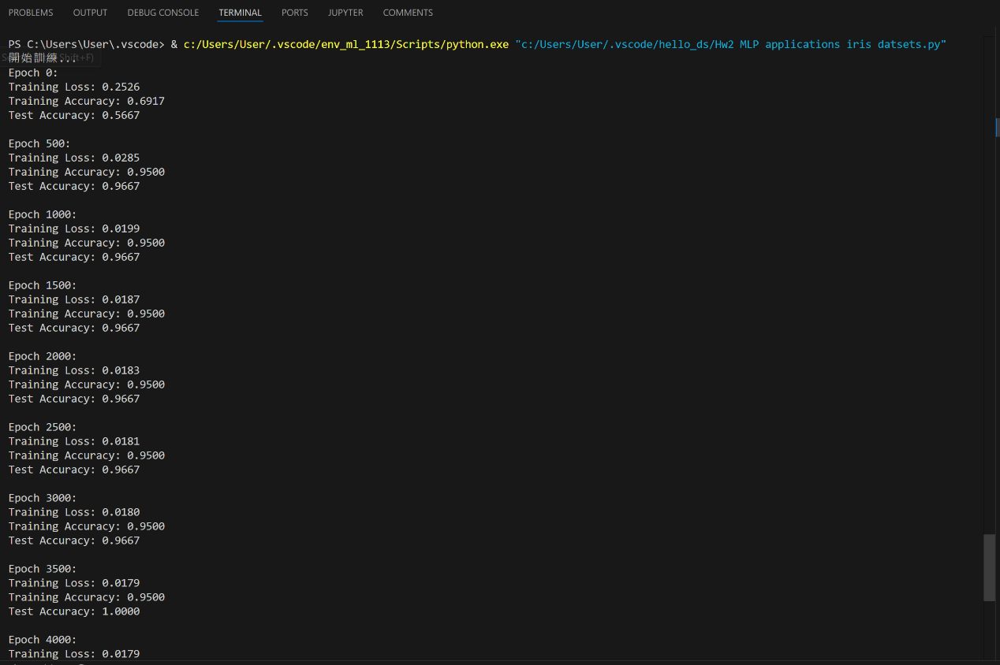 PROBLEMS OUTPUT DEBUG CONSOLE TERMINAL PORTS JUPYTER COMMENTS
PS C:\Users\User\.vscode> & c:/Users/User/.vscode/env_ml_1113/Scripts/python.exe "c:/Users/User/.vscode/hello_ds/Hw2 MLP applications iris datsets.py"
開始訓練...
Epoch 0:
Training Loss: 0.2526
Training Accuracy: 0.6917
Test Accuracy: 0.5667
Epoch 500:
Training Loss: 0.0285
Training Accuracy: 0.9500
Test Accuracy: 0.9667
Epoch 1000:
Training Loss: 0.0199
Training Accuracy: 0.9500
Test Accuracy: 0.9667
Epoch 1500:
Training Loss: 0.0187
Training Accuracy: 0.9500
Test Accuracy: 0.9667
Epoch 2000:
Training Loss: 0.0183
Training Accuracy: 0.9500
Test Accuracy: 0.9667
Epoch 2500:
Training Loss: 0.0181
Training Accuracy: 0.9500
Test Accuracy: 0.9667
Epoch 3000:
Training Loss: 0.0180
Training Accuracy: 0.9500
Test Accuracy: 0.9667
Epoch 3500:
Training Loss: 0.0179
Training Accuracy: 0.9500
Test Accuracy: 1.0000
Epoch 4000:
Training Loss: 0.0179